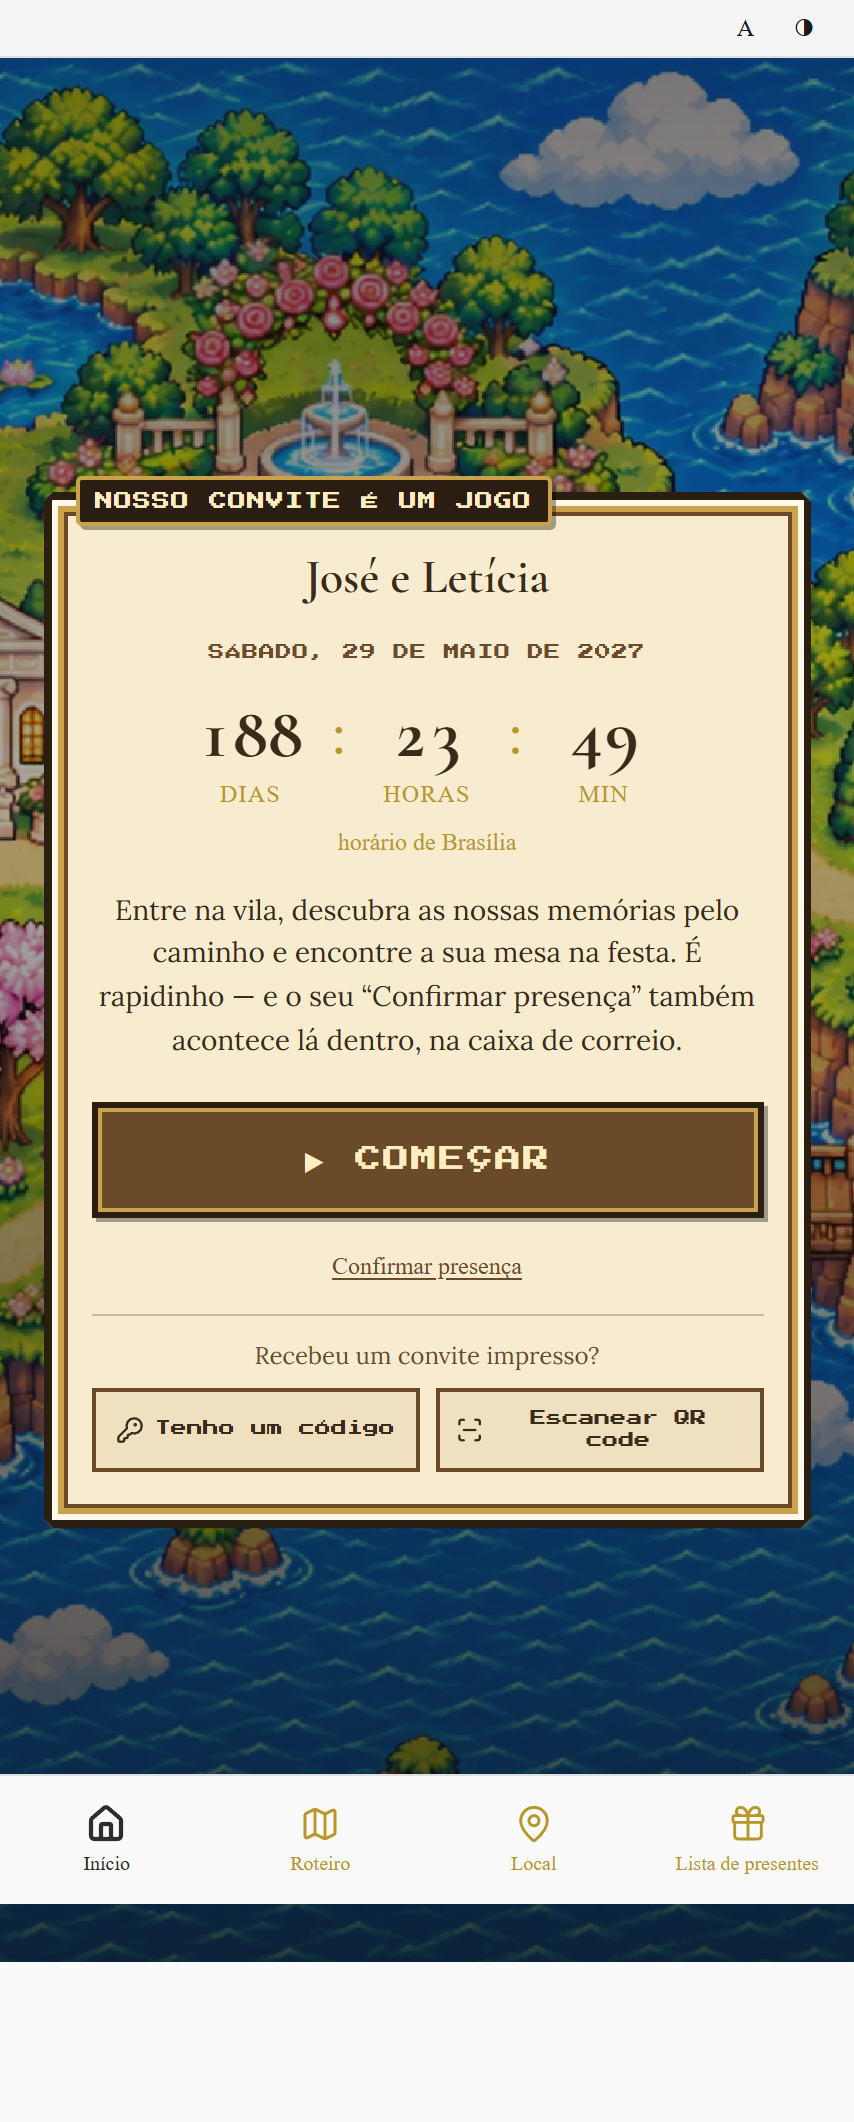 A
NOSSO CONVITE É UM JOGO
José e Letícia
SÁBADO, 29 DE MAIO DE 2027
188 : 23 : 49
DIAS HORAS MIN
horário de Brasília
Entre na vila, descubra as nossas memórias pelo
caminho e encontre a sua mesa na festa. É
rapidinho — e o seu “Confirmar presença” também
acontece lá dentro, na caixa de correio.
▶ COMEÇAR
Confirmar presença
Recebeu um convite impresso?
Tenho um código
Escanear QR
code
Início
Roteiro
Local
Lista de presentes